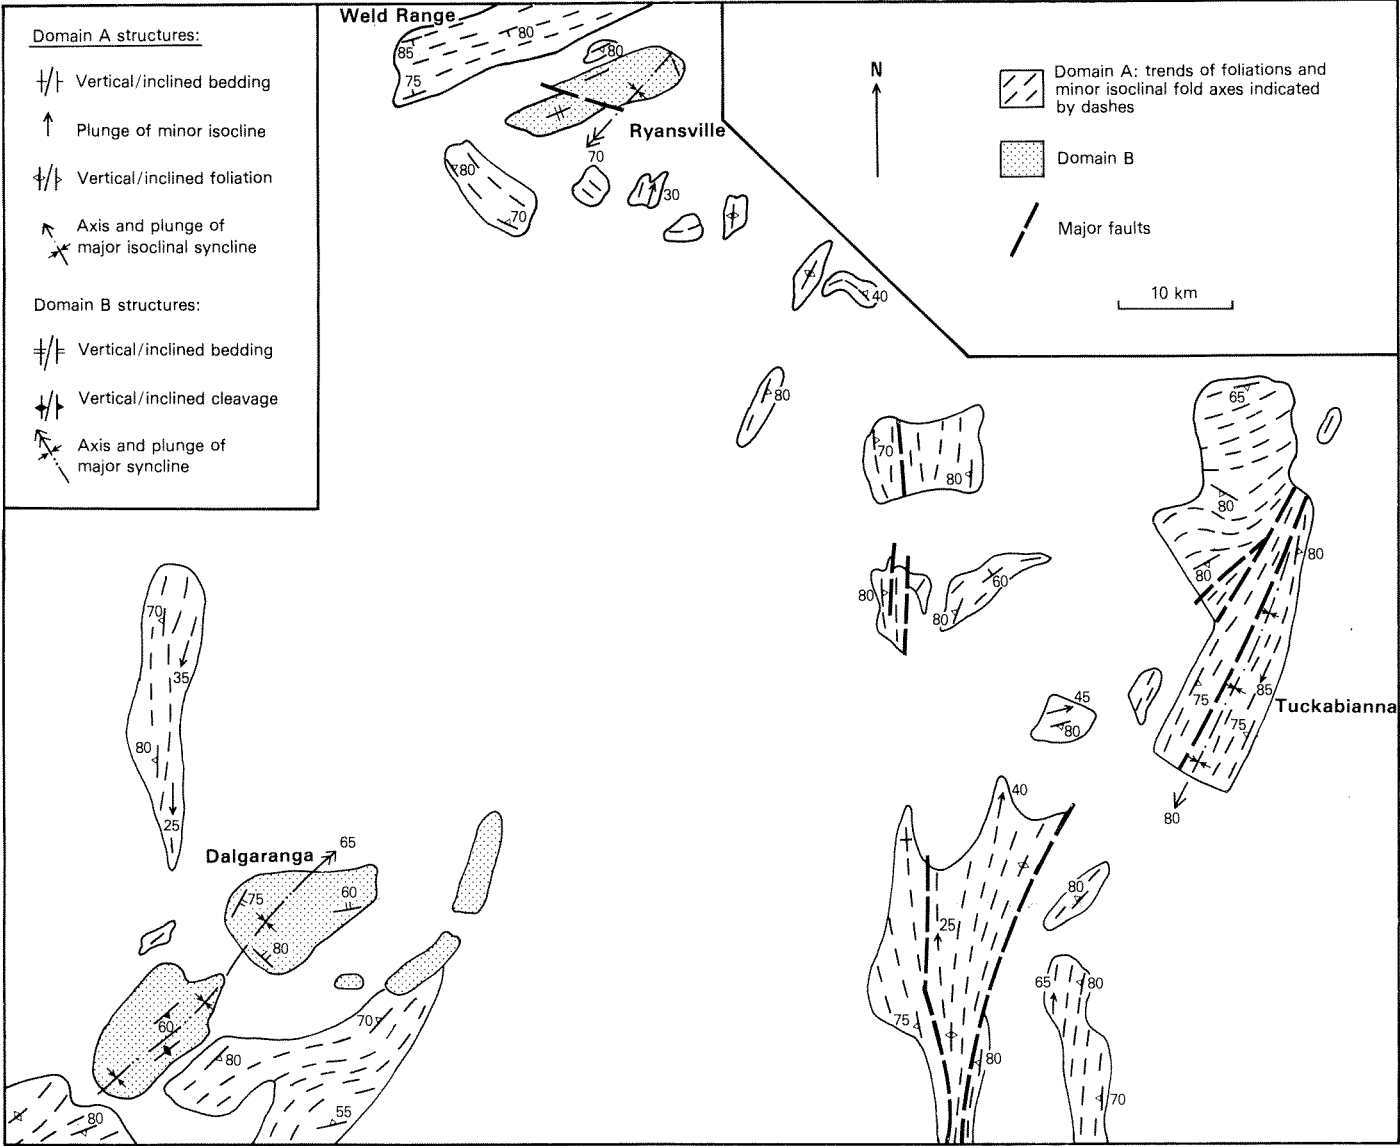 Domain A structures:
Vertical/inclined bedding
Plunge of minor isocline
Vertical/inclined foliation
Axis and plunge of
major isoclinal syncline
Domain B structures:
Vertical/inclined bedding
Vertical/inclined cleavage
Axis and plunge of
major syncline
Weld Range
85
80
75
80
Ryansville
70
80
70
30
40
80
N
Domain A: trends of foliations and
minor isoclinal fold axes indicated
by dashes
Domain B
Major faults
10 km
65
70
80
80
80
80
80
60
80
75
85
75
Tuckabianna
80
45
80
40
25
75
80
80
65
80
70
70
35
80
25
Dalgaranga
65
75
60
80
60
70
80
55
80